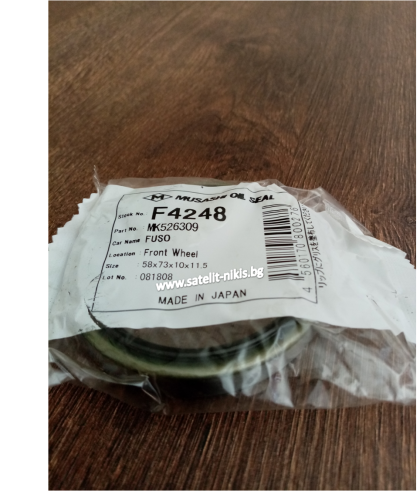 M MUSASHI OIL SEAL
Stock No F4248
Part No. MK526309
Car Name FUSO
Location Front Wheel
Size 58x73x10x11.5
Lot No. 081808
MADE IN JAPAN
www.satelit-nikis.bg